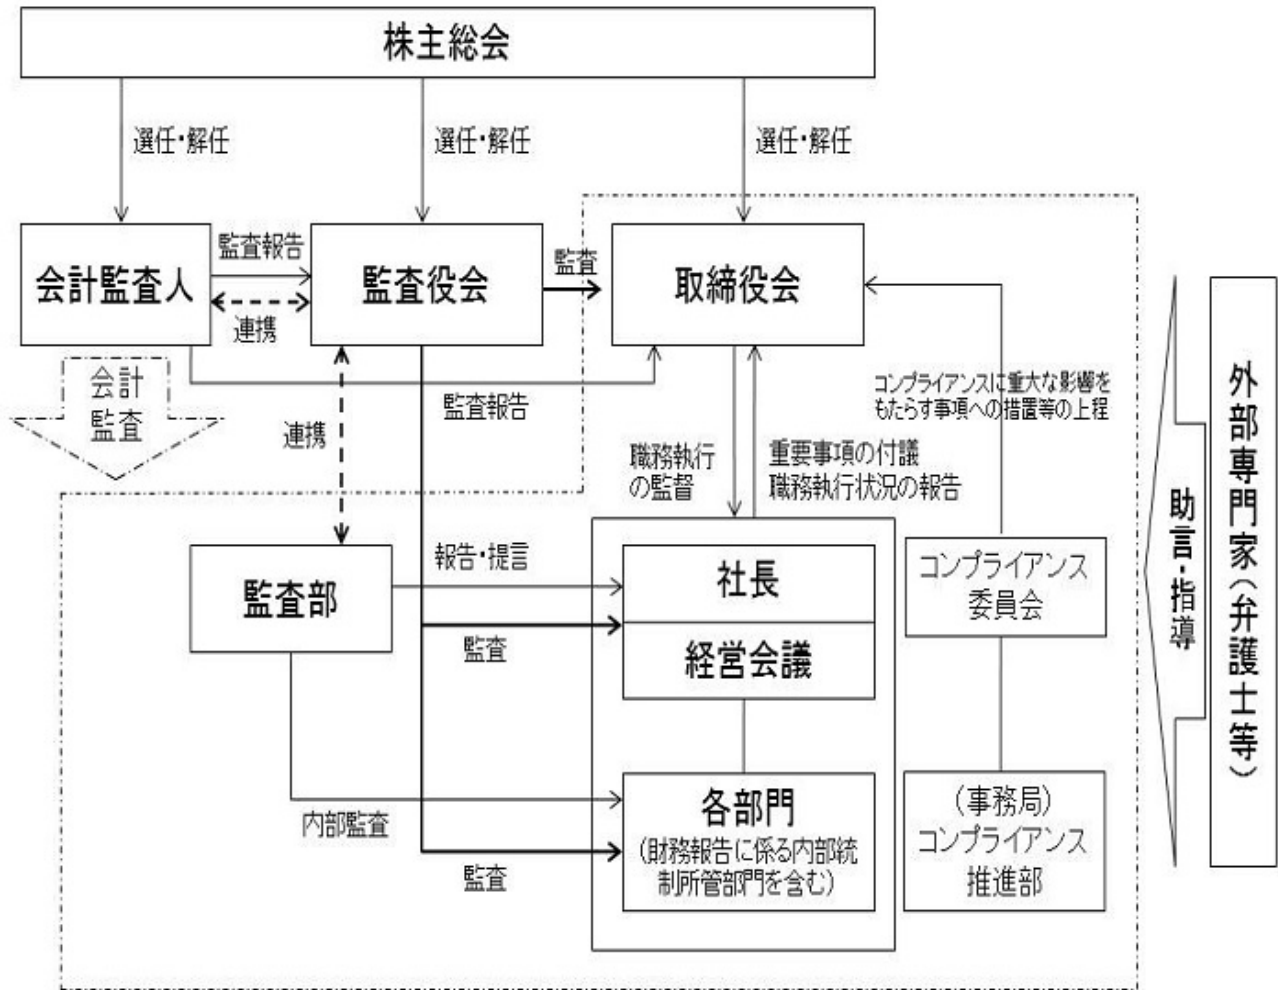 株主総会
選任・解任
選任・解任
選任・解任
会計監査人
監査報告
連携
監査役会
監査
取締役会
会計
監査
連携
監査報告
職務執行
の監督
重要事項の付議
職務執行状況の報告
コンプライアンスに重大な影響を
もたらす事項への措置等の上程
監査部
報告・提言
監査
内部監査
監査
社長
経営会議
各部門
(財務報告に係る内部統
制所管部門を含む)
コンプライアンス
委員会
(事務局)
コンプライアンス
推進部
助言・指導
外部専門家(弁護士等)